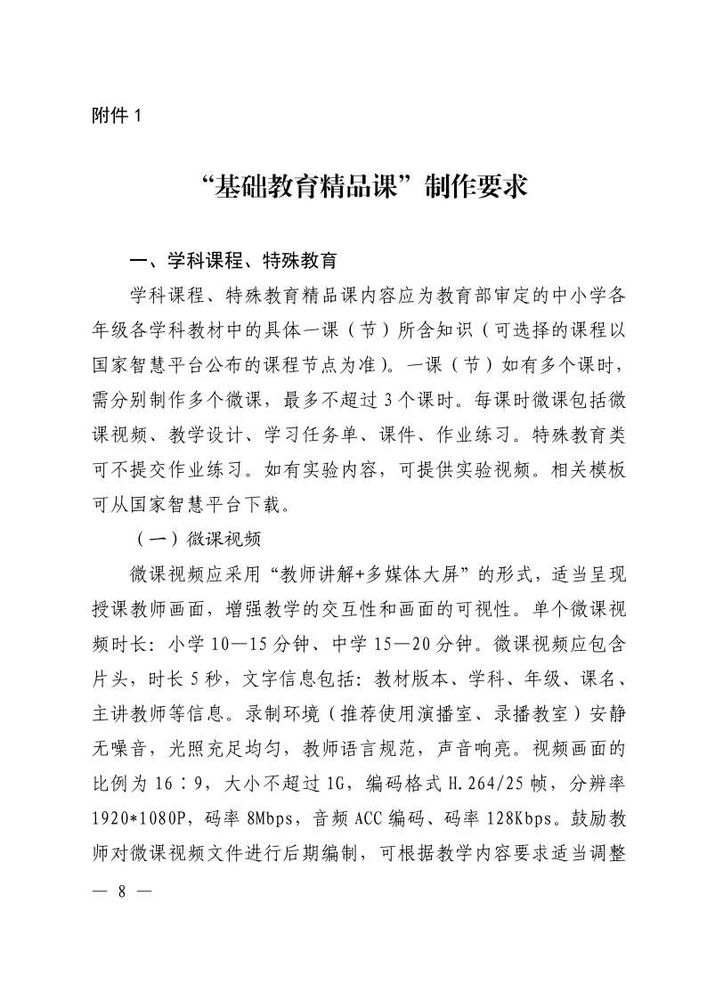 附件 1
“基础教育精品课”制作要求
一、学科课程、特殊教育
学科课程、特殊教育精品课内容应为教育部审定的中小学各
年级各学科教材中的具体一课（节）所含知识（可选择的课程以
国家智慧平台公布的课程节点为准）。一课（节）如有多个课时，
需分别制作多个微课，最多不超过 3 个课时。每课时微课包括微
课视频、教学设计、学习任务单、课件、作业练习。特殊教育类
可不提交作业练习。如有实验内容，可提供实验视频。相关模板
可从国家智慧平台下载。
（一）微课视频
微课视频应采用“教师讲解+多媒体大屏”的形式，适当呈现
授课教师画面，增强教学的交互性和画面的可视性。单个微课视
频时长：小学 10—15 分钟、中学 15—20 分钟。微课视频应包含
片头，时长 5 秒，文字信息包括：教材版本、学科、年级、课名、
主讲教师等信息。录制环境（推荐使用演播室、录播教室）安静
无噪音，光照充足均匀，教师语言规范，声音响亮。视频画面的
比例为 16∶9，大小不超过 1G，编码格式 H.264/25 帧，分辨率
1920*1080P，码率 8Mbps，音频 ACC 编码、码率 128Kbps。鼓励教
师对微课视频文件进行后期编制，可根据教学内容要求适当调整
— 8 —